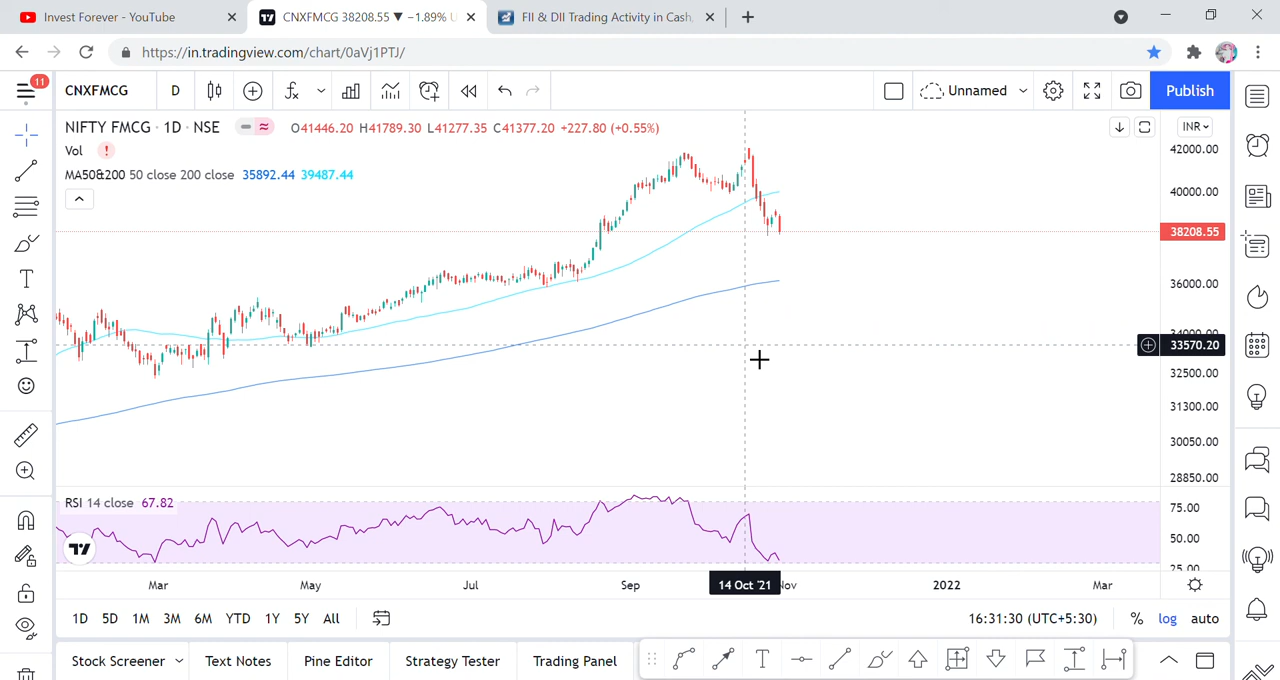 Invest Forever - YouTube
CNXFMCG 38208.55 ▼ −1.89% U
FII & DII Trading Activity in Cash,
https://in.tradingview.com/chart/0aVj1PTJ/
11
CNXFMCG
D
Unnamed
Publish
NIFTY FMCG · 1D · NSE
O41446.20 H41789.30 L41277.35 C41377.20 +227.80 (+0.55%)
INR
Vol
MA50&200 50 close 200 close 35892.44 39487.44
42000.00
40000.00
38208.55
36000.00
34000.00
33570.20
32500.00
31300.00
30050.00
28850.00
RSI 14 close 67.82
75.00
50.00
25.00
Mar
May
Jul
Sep
14 Oct '21
Nov
2022
Mar
1D 5D 1M 3M 6M YTD 1Y 5Y All
16:31:30 (UTC+5:30)
% log auto
Stock Screener
Text Notes
Pine Editor
Strategy Tester
Trading Panel